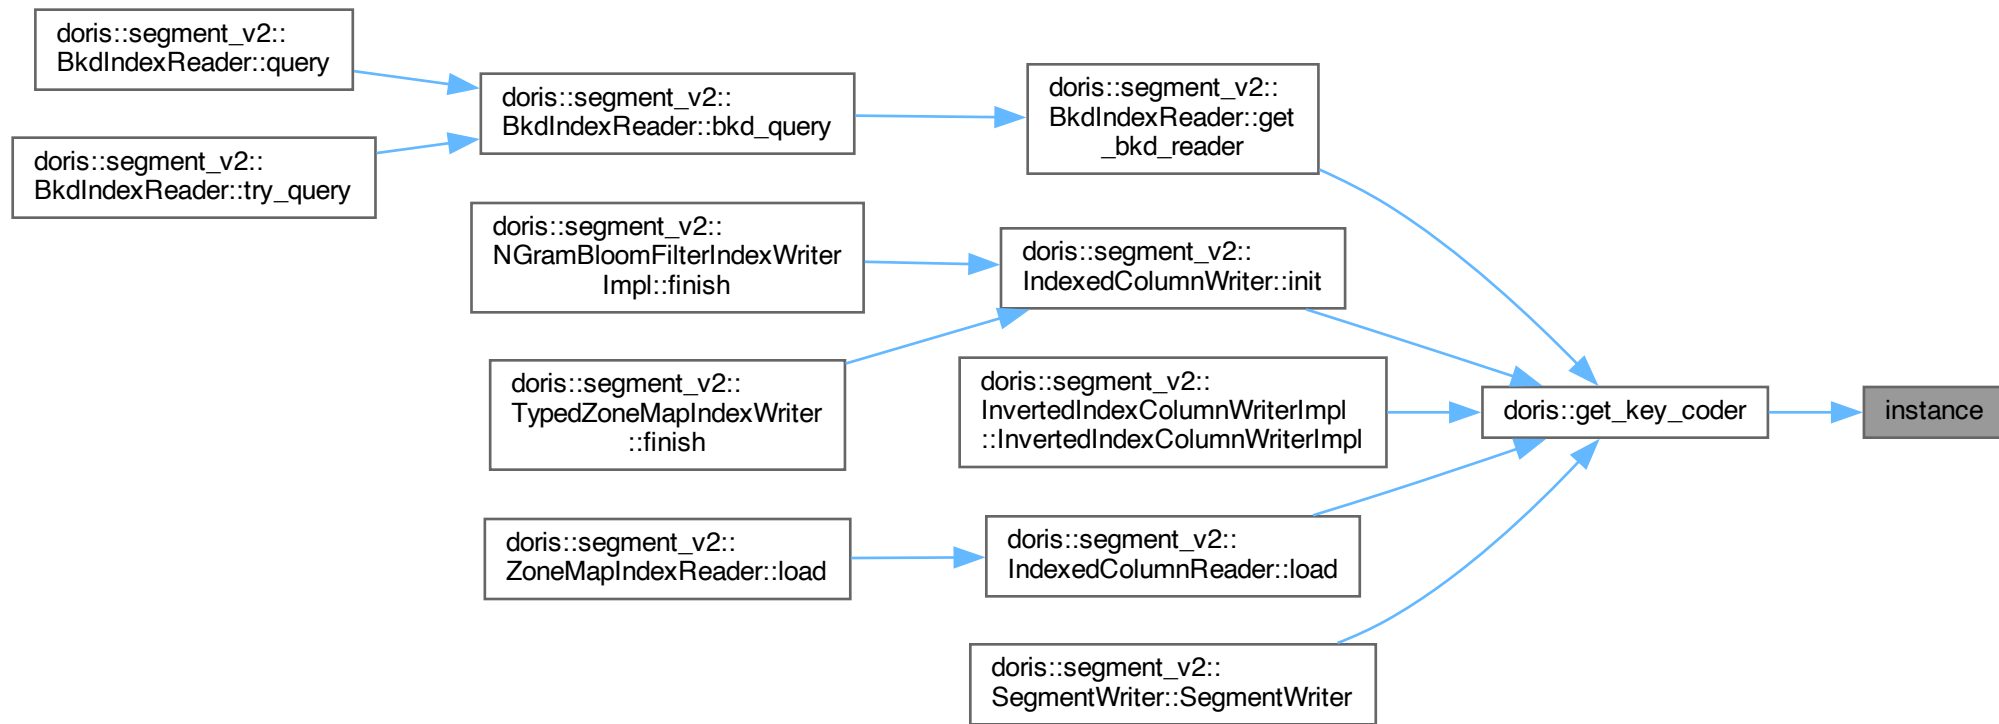 doris::segment_v2::
BkdIndexReader::query
doris::segment_v2::
BkdIndexReader::try_query
doris::segment_v2::
BkdIndexReader::bkd_query
doris::segment_v2::
BkdIndexReader::get
_bkd_reader
doris::segment_v2::
NGramBloomFilterIndexWriter
Impl::finish
doris::segment_v2::
IndexedColumnWriter::init
doris::segment_v2::
TypedZoneMapIndexWriter
::finish
doris::segment_v2::
InvertedIndexColumnWriterImpl
::InvertedIndexColumnWriterImpl
doris::get_key_coder
instance
doris::segment_v2::
ZoneMapIndexReader::load
doris::segment_v2::
IndexedColumnReader::load
doris::segment_v2::
SegmentWriter::SegmentWriter